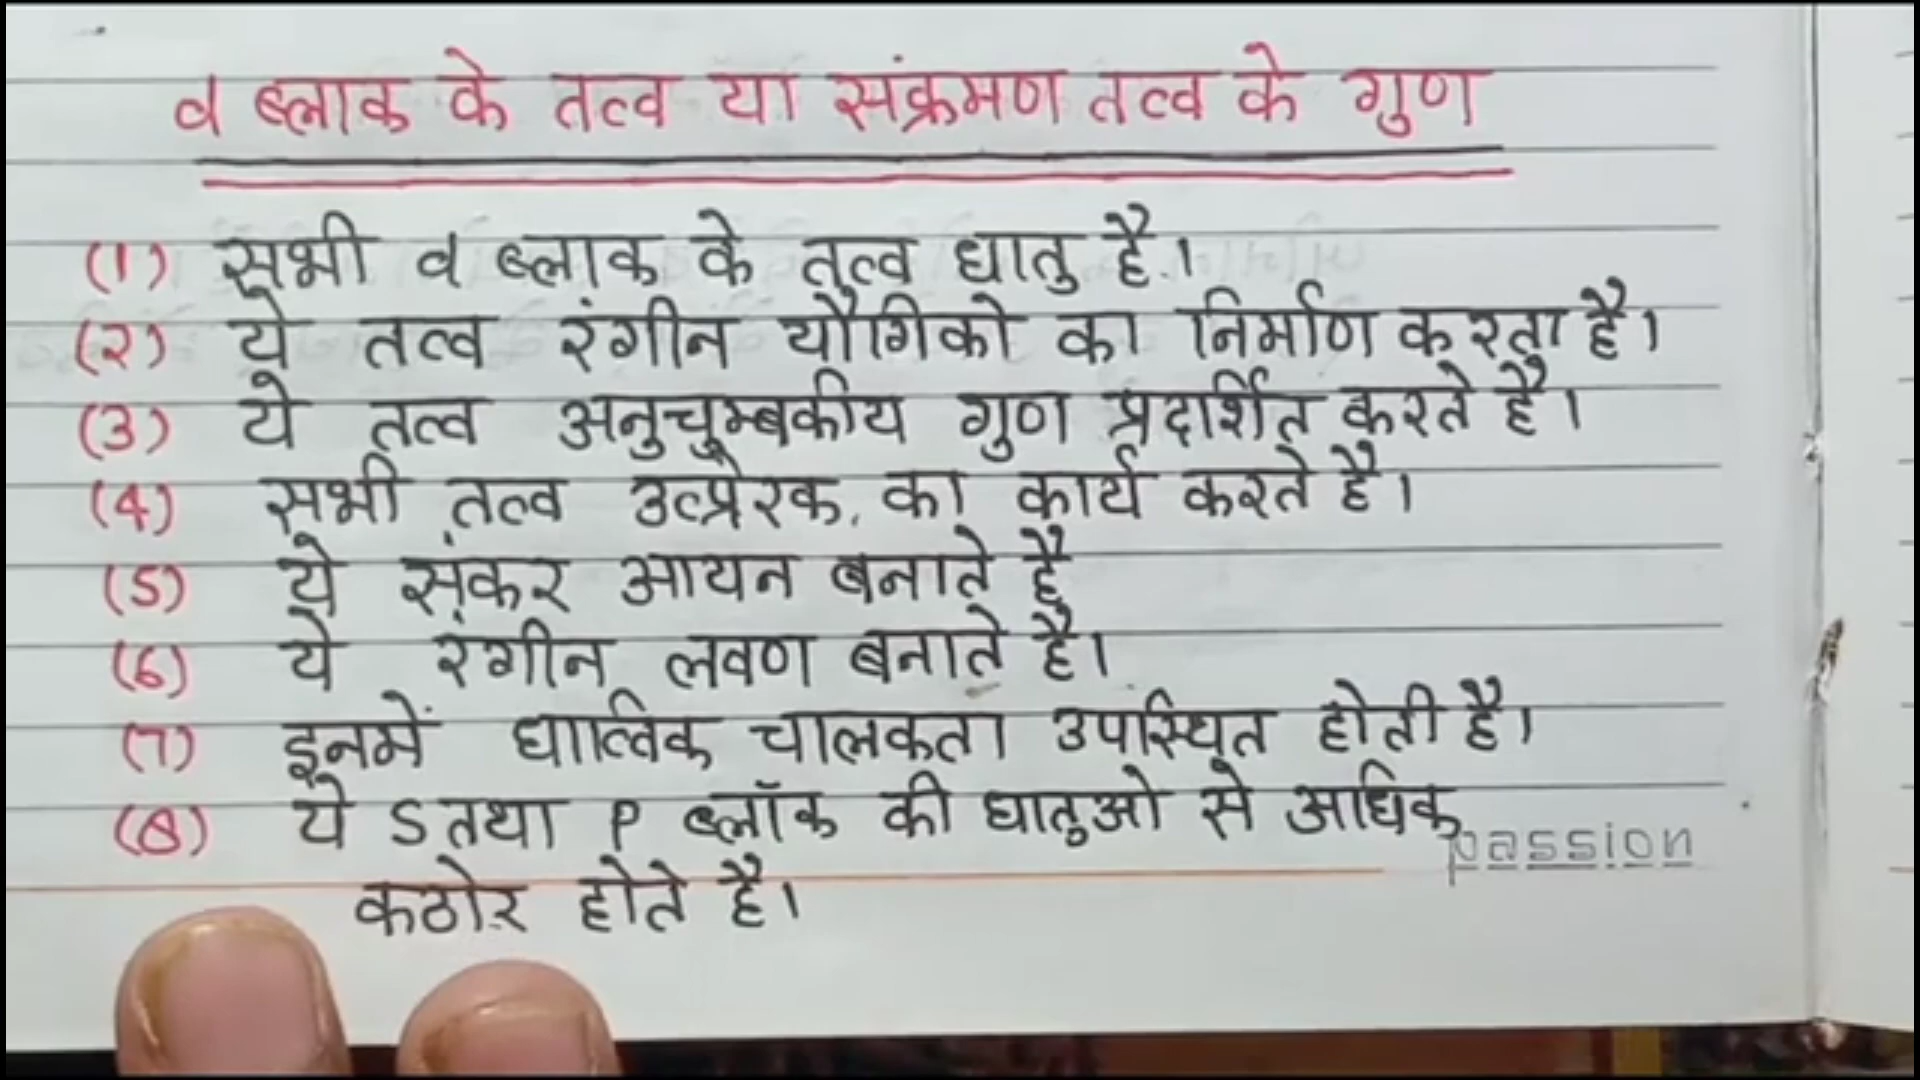 d ब्लाक के तत्व या संक्रमण तत्व के गुण
(1) सभी d ब्लाक के तत्व धातु है।
(२) ये तत्व रंगीन यौगिको का निर्माण करता है।
(3) ये तत्व अनुचुम्बकीय गुण प्रदर्शित करते है।
(4) सभी तत्व उत्प्रेरक का कार्य करते है।
(5) ये संकर आयन बनाते है
(6) ये रंगीन लवण बनाते है।
(7) इनमें धात्विक चालकता उपस्थित होती है।
(8) ये S तथा P ब्लॉक की धातुओ से अधिक
passion
कठोर होते है।